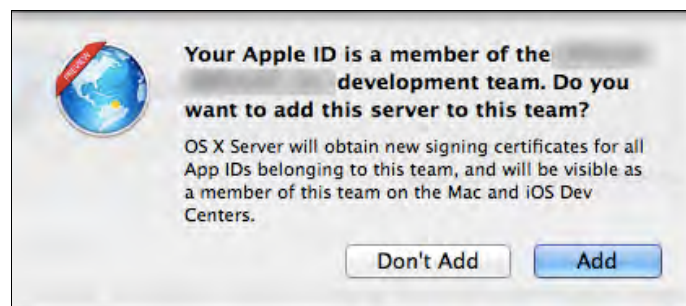 PREVIEW
Your Apple ID is a member of the
development team. Do you
want to add this server to this team?
OS X Server will obtain new signing certificates for all
App IDs belonging to this team, and will be visible as
a member of this team on the Mac and iOS Dev
Centers.
Don't Add
Add